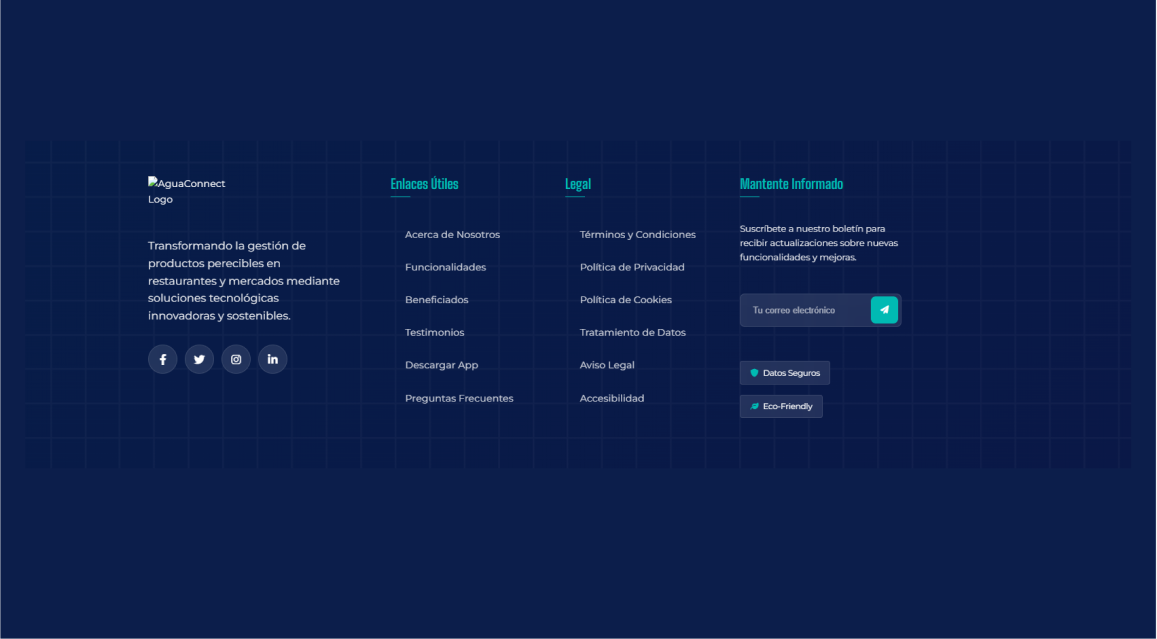 AguaConnect
Logo
Transformando la gestión de
productos perecibles en
restaurantes y mercados mediante
soluciones tecnológicas
innovadoras y sostenibles.
Enlaces Útiles
Acerca de Nosotros
Funcionalidades
Beneficiados
Testimonios
Descargar App
Preguntas Frecuentes
Legal
Términos y Condiciones
Política de Privacidad
Política de Cookies
Tratamiento de Datos
Aviso Legal
Accesibilidad
Mantente Informado
Suscríbete a nuestro boletín para
recibir actualizaciones sobre nuevas
funcionalidades y mejoras.
Tu correo electrónico
Datos Seguros
Eco-Friendly